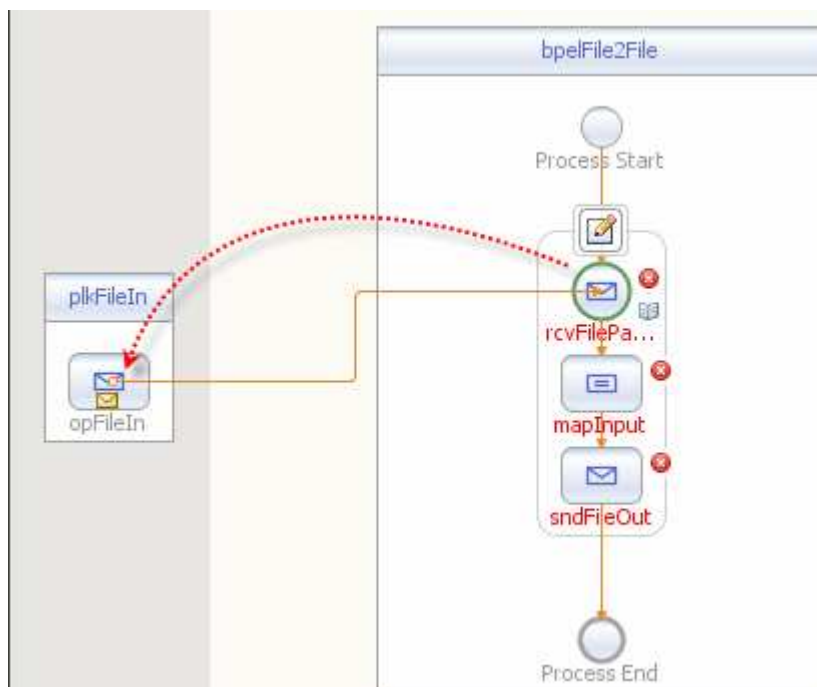 bpelFile2File
Process Start
plkFileIn
rcvFilePa...
opFileIn
mapInput
sndFileOut
Process End